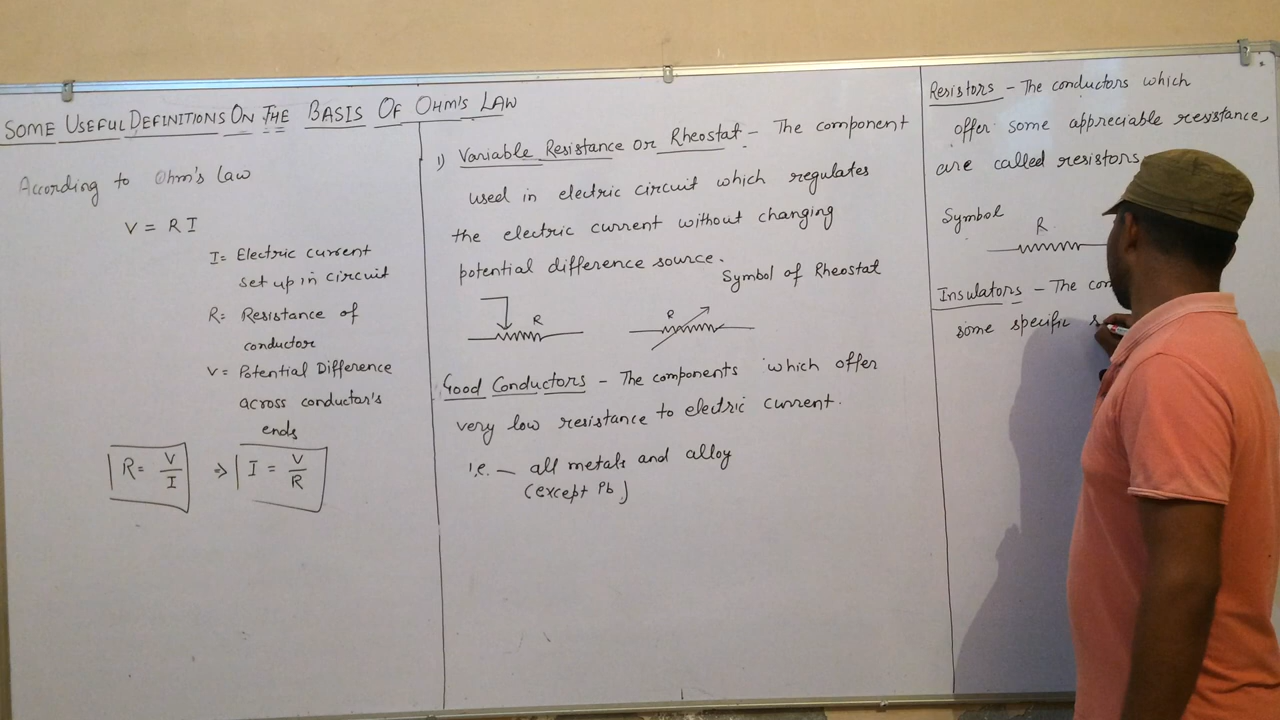 SOME USEFUL DEFINITIONS ON THE BASIS OF OHM'S LAW
According to Ohm's Law
V = R I
I = Electric current
set up in circuit
R = Resistance of
conductor
V = Potential Difference
across conductor's
ends
R = V/I ⇒ I = V/R
1) Variable Resistance or Rheostat - The component
used in electric circuit which regulates
the electric current without changing
potential difference source.
Symbol of Rheostat
R
R
Good Conductors - The components which offer
very low resistance to electric current.
i.e. - all metals and alloy
(except Pb)
Resistors - The conductors which
offer some appreciable resistance,
are called resistors
Symbol
R
Insulators - The
some specific